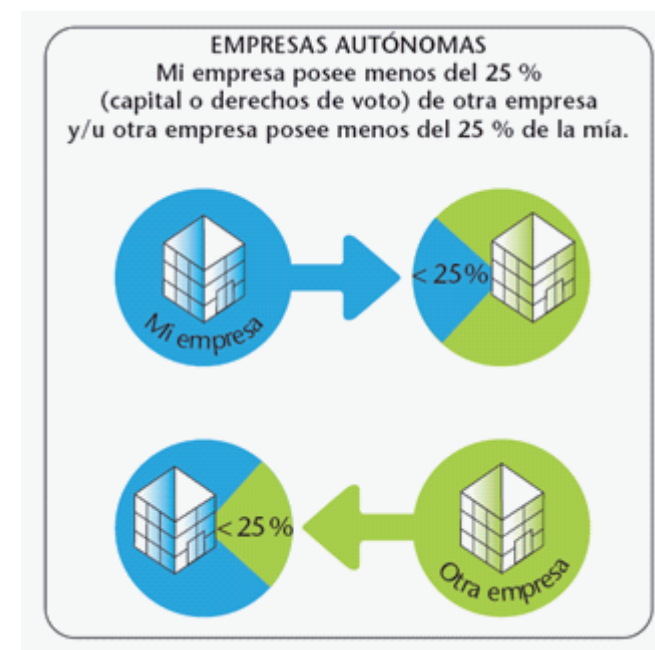 EMPRESAS AUTÓNOMAS
Mi empresa posee menos del 25 %
(capital o derechos de voto) de otra empresa
y/u otra empresa posee menos del 25 % de la mía.
< 25%
Mi empresa
< 25 %
Otra empresa